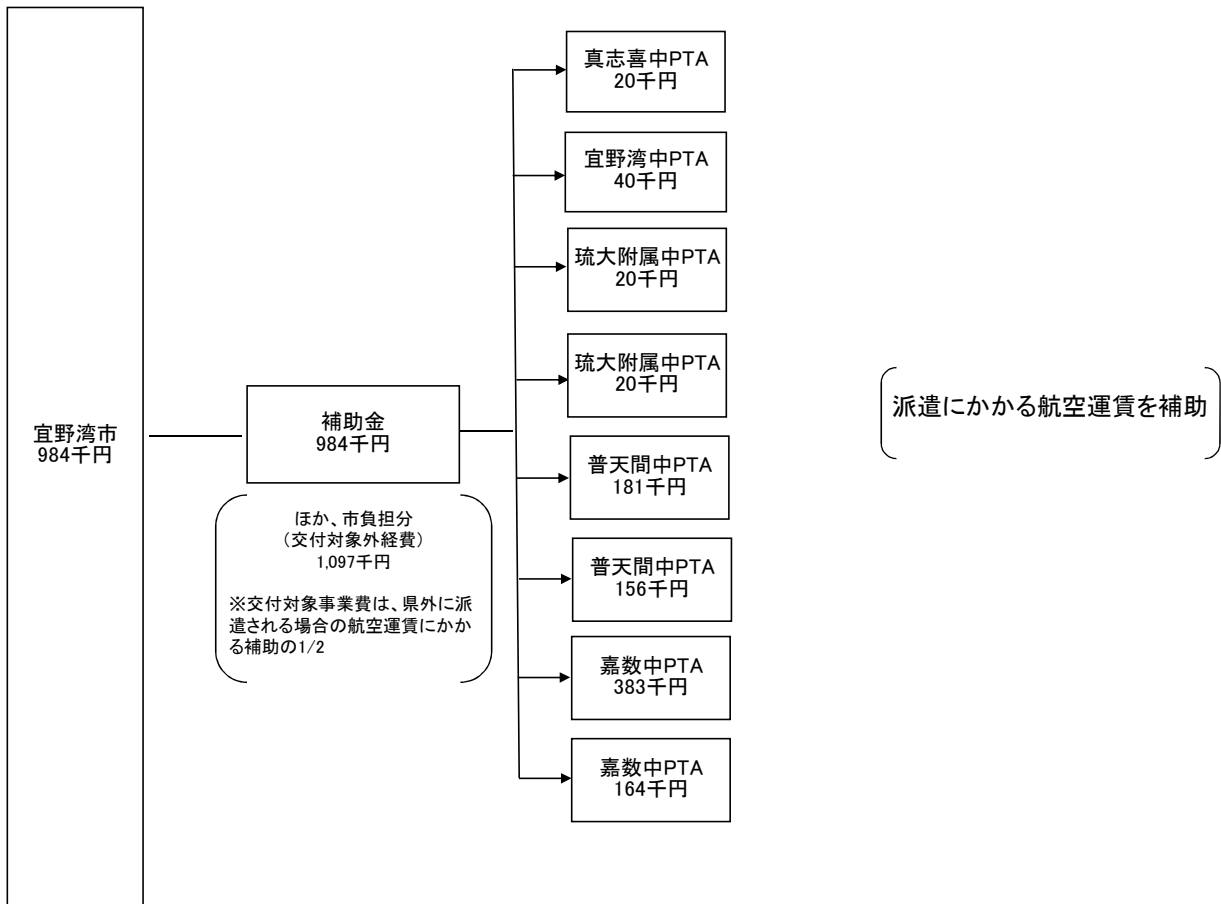 宜野湾市
984千円
補助金
984千円
ほか、市負担分
(交付対象外経費)
1,097千円
※交付対象事業費は、県外に派
遣される場合の航空運賃にかか
る補助の1/2
真志喜中PTA
20千円
宜野湾中PTA
40千円
琉大附属中PTA
20千円
琉大附属中PTA
20千円
普天間中PTA
181千円
普天間中PTA
156千円
嘉数中PTA
383千円
嘉数中PTA
164千円
派遣にかかる航空運賃を補助